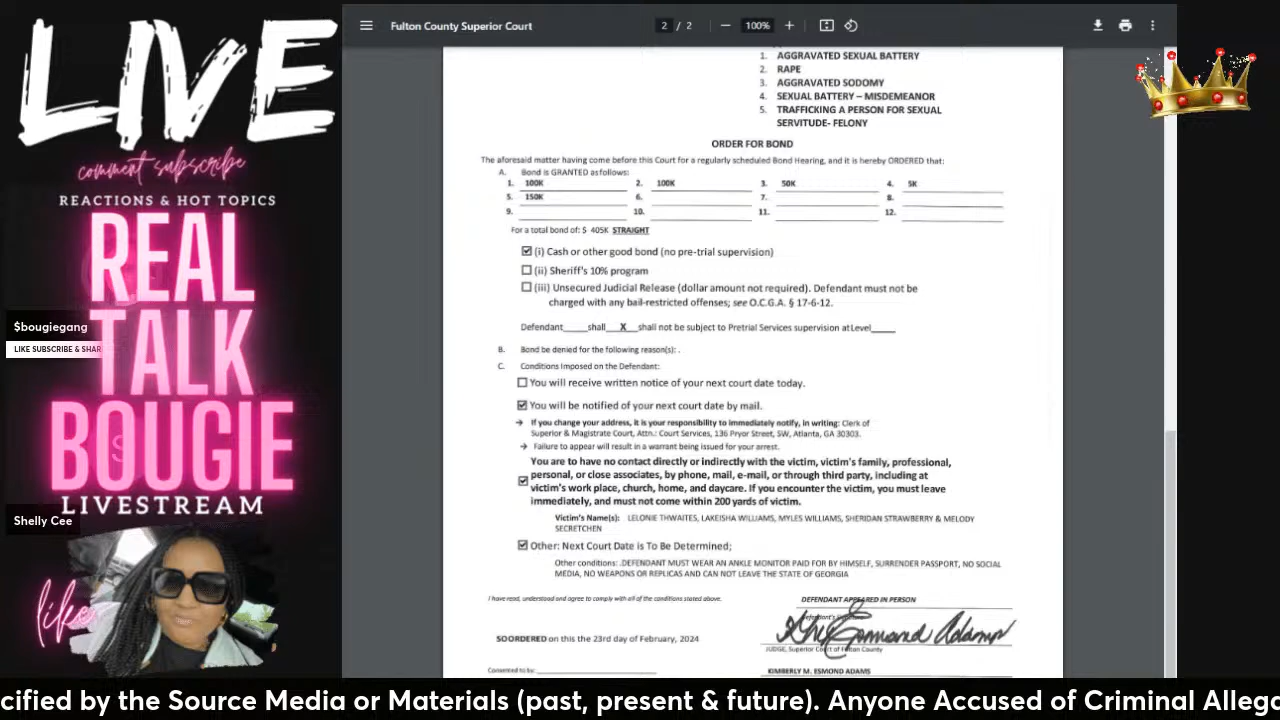 LIVE
comment subscribe
ACTIONS & HOT TOPICS
REAL
TALK
BOUGIE
LIVESTREAM
$bougiegang
LIKE SUBSCRIBE & SHAR
Indy Cee
Fulton County Superior Court
2 / 2
100%
1. AGGRAVATED SEXUAL BATTERY
2. RAPE
3. AGGRAVATED SODOMY
4. SEXUAL BATTERY – MISDEMEANOR
5. TRAFFICKING A PERSON FOR SEXUAL
SERVITUDE- FELONY
ORDER FOR BOND
The aforesaid matter having come before this Court for a regularly scheduled Bond Hearing, and it is hereby ORDERED that:
A. Bond is GRANTED as follows:
1. 100K 2. 100K 3. 50K 4. 5K
5. 150K 6. 7. 8.
9. 10. 11. 12.
For a total bond of: $ 405K STRAIGHT
(i) Cash or other good bond (no pre-trial supervision)
(ii) Sheriff's 10% program
(iii) Unsecured Judicial Release (dollar amount not required). Defendant must not be
charged with any bail-restricted offenses; see O.C.G.A. § 17-6-12.
Defendant_____shall___X___shall not be subject to Pretrial Services supervision at Level_____
B. Bond be denied for the following reason(s): .
C. Conditions Imposed on the Defendant:
You will receive written notice of your next court date today.
You will be notified of your next court date by mail.
→ If you change your address, it is your responsibility to immediately notify, in writing: Clerk of
Superior & Magistrate Court, Attn.: Court Services, 136 Pryor Street, SW, Atlanta, GA 30303.
→ Failure to appear will result in a warrant being issued for your arrest.
You are to have no contact directly or indirectly with the victim, victim's family, professional,
personal, or close associates, by phone, mail, e-mail, or through third party, including at
victim's work place, church, home, and daycare. If you encounter the victim, you must leave
immediately, and must not come within 200 yards of victim.
Victim's Name(s): LELONIE THWAITES, LAKEISHA WILLIAMS, MYLES WILLIAMS, SHERIDAN STRAWBERRY & MELODY
SECRETCHEN
Other: Next Court Date is To Be Determined;
Other conditions: .DEFENDANT MUST WEAR AN ANKLE MONITOR PAID FOR BY HIMSELF, SURRENDER PASSPORT, NO SOCIAL
MEDIA, NO WEAPONS OR REPLICAS AND CAN NOT LEAVE THE STATE OF GEORGIA
I have read, understood and agree to comply with all of the conditions stated above.
DEFENDANT APPEARED IN PERSON
Defendant's Signature
SOORDERED on this the 23rd day of February, 2024
JUDGE, Superior Court of Fulton County
Consented to by:
KIMBERLY M. ESMOND ADAMS
cified by the Source Media or Materials (past, present & future). Anyone Accused of Criminal Allego